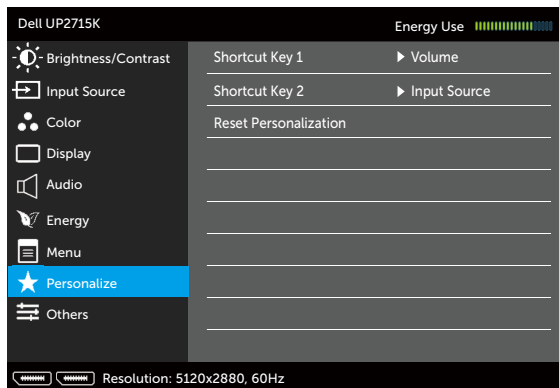 Dell UP2715K Energy Use
Brightness/Contrast Shortcut Key 1 Volume
Input Source Shortcut Key 2 Input Source
Color Reset Personalization
Display
Audio
Energy
Menu
Personalize
Others
Resolution: 5120x2880, 60Hz